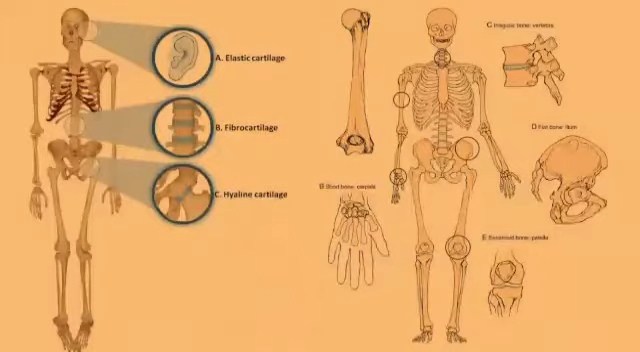 A. Elastic cartilage
B. Fibrocartilage
C. Hyaline cartilage
C Irregular bone: vertebra
D Flat bone: ilium
B Short bone: carpals
E Sesamoid bone: patella